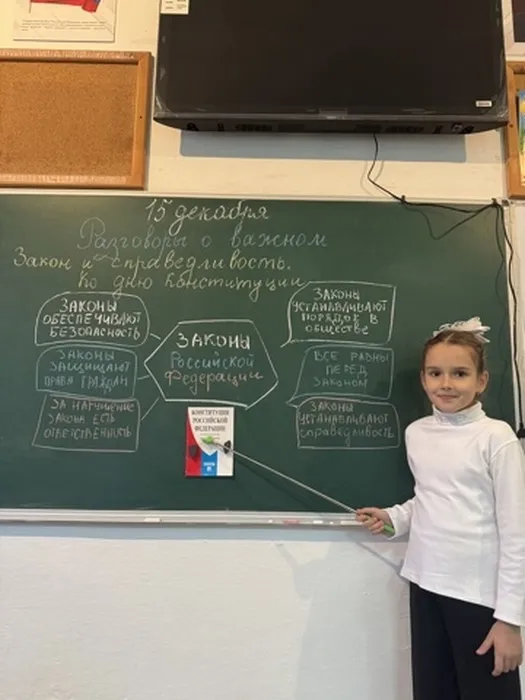 15 декабря
Разговоры о важном
Закон и справедливость.
Ко дню Конституции
ЗАКОНЫ
ОБЕСПЕЧИВАЮТ
БЕЗОПАСНОСТЬ
ЗАКОНЫ
ЗАЩИЩАЮТ
ПРАВА ГРАЖДАН
ЗА НАРУШЕНИЕ
ЗАКОНА ЕСТЬ
ОТВЕТСТВЕННОСТЬ
ЗАКОНЫ
Российской
Федерации
ЗАКОНЫ
УСТАНАВЛИВАЮТ
ПОРЯДОК В
ОБЩЕСТВЕ
ВСЕ РАВНЫ
ПЕРЕД
ЗАКОНОМ
ЗАКОНЫ
УСТАНАВЛИВАЮТ
СПРАВЕДЛИВОСТЬ
КОНСТИТУЦИЯ
РОССИЙСКОЙ
ФЕДЕРАЦИИ